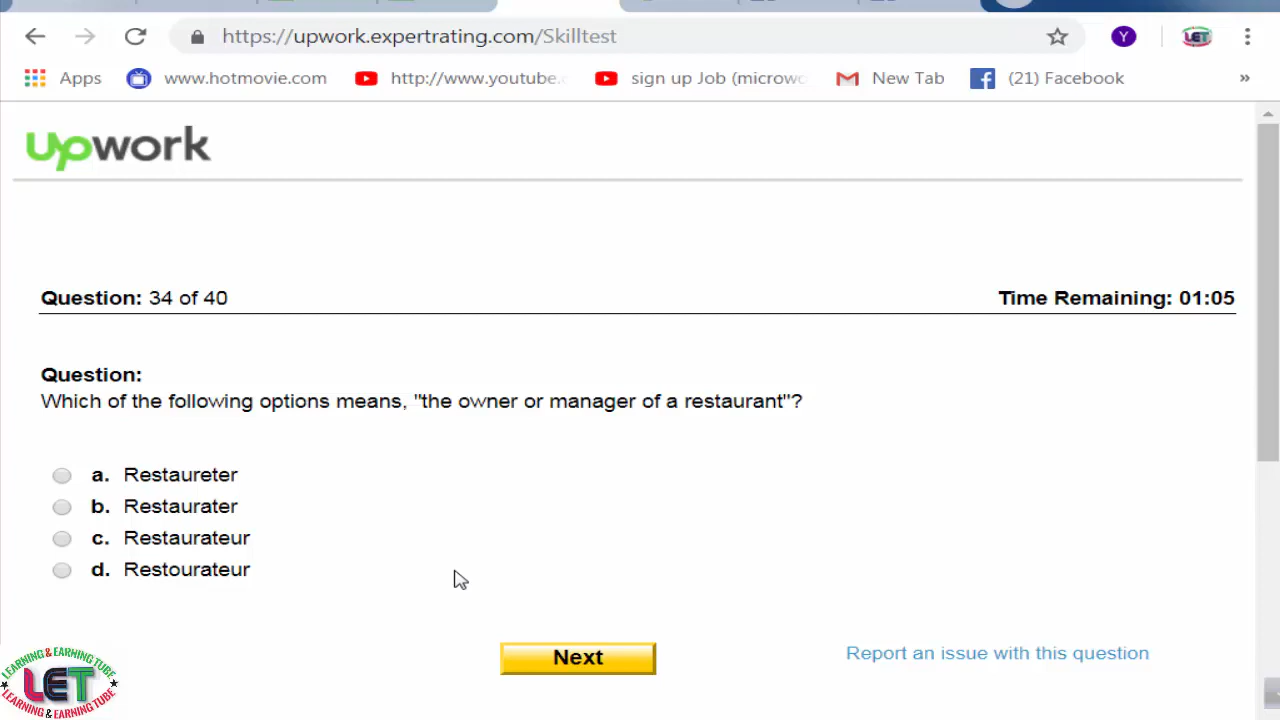 https://upwork.expertrating.com/Skilltest
Y
LET
Apps
www.hotmovie.com
http://www.youtube.c
sign up Job (microwo
New Tab
(21) Facebook
»
upwork
Question: 34 of 40
Time Remaining: 01:05
Question:
Which of the following options means, "the owner or manager of a restaurant"?
a. Restaureter
b. Restaurater
c. Restaurateur
d. Restourateur
Next
Report an issue with this question
LEARNING & EARNING TUBE
LET
LEARNING & EARNING TUBE